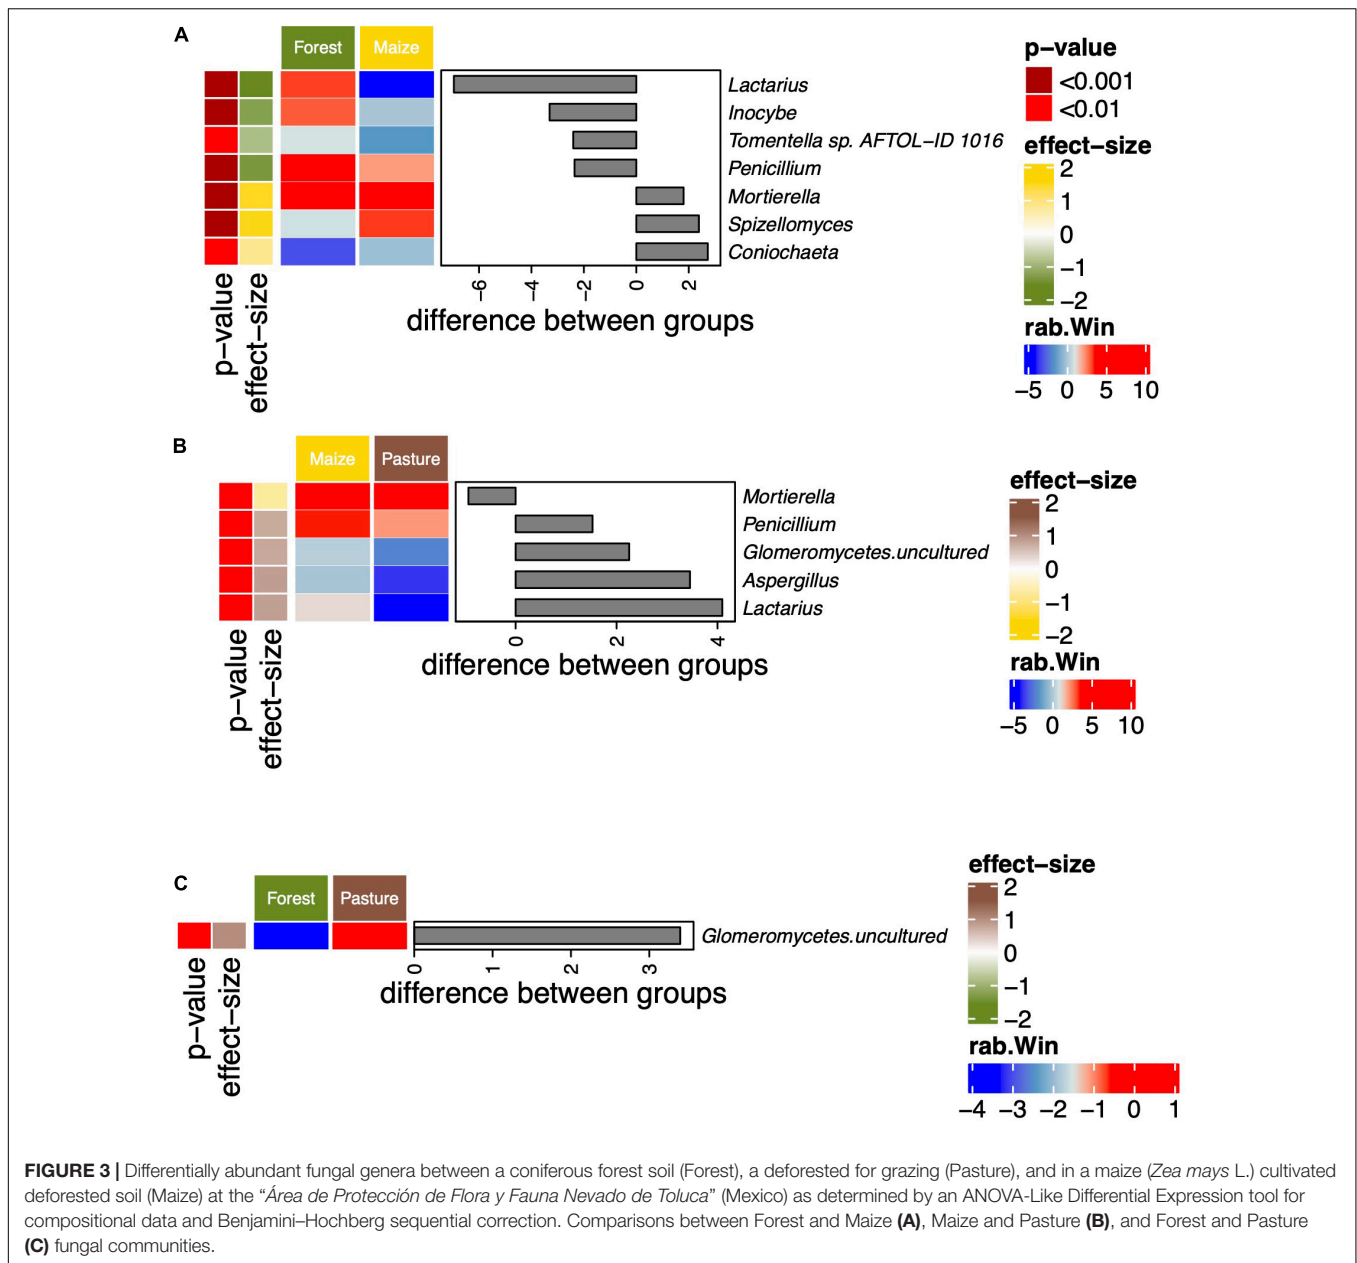 A
Forest
Maize
Lactarius
Inocybe
Tomentella sp. AFTOL−ID 1016
Penicillium
Mortierella
Spizellomyces
Coniochaeta
−6 −4 −2 0 2
difference between groups
p−value
effect−size
p−value
<0.001
<0.01
effect−size
2
1
0
−1
−2
rab.Win
−5 0 5 10
B
Maize
Pasture
Mortierella
Penicillium
Glomeromycetes.uncultured
Aspergillus
Lactarius
0 2 4
difference between groups
p−value
effect−size
effect−size
2
1
0
−1
−2
rab.Win
−5 0 5 10
C
Forest
Pasture
Glomeromycetes.uncultured
0 1 2 3
difference between groups
p−value
effect−size
effect−size
2
1
0
−1
−2
rab.Win
−4 −3 −2 −1 0 1
FIGURE 3 | Differentially abundant fungal genera between a coniferous forest soil (Forest), a deforested for grazing (Pasture), and in a maize (Zea mays L.) cultivated
deforested soil (Maize) at the “Área de Protección de Flora y Fauna Nevado de Toluca” (Mexico) as determined by an ANOVA-Like Differential Expression tool for
compositional data and Benjamini–Hochberg sequential correction. Comparisons between Forest and Maize (A), Maize and Pasture (B), and Forest and Pasture
(C) fungal communities.